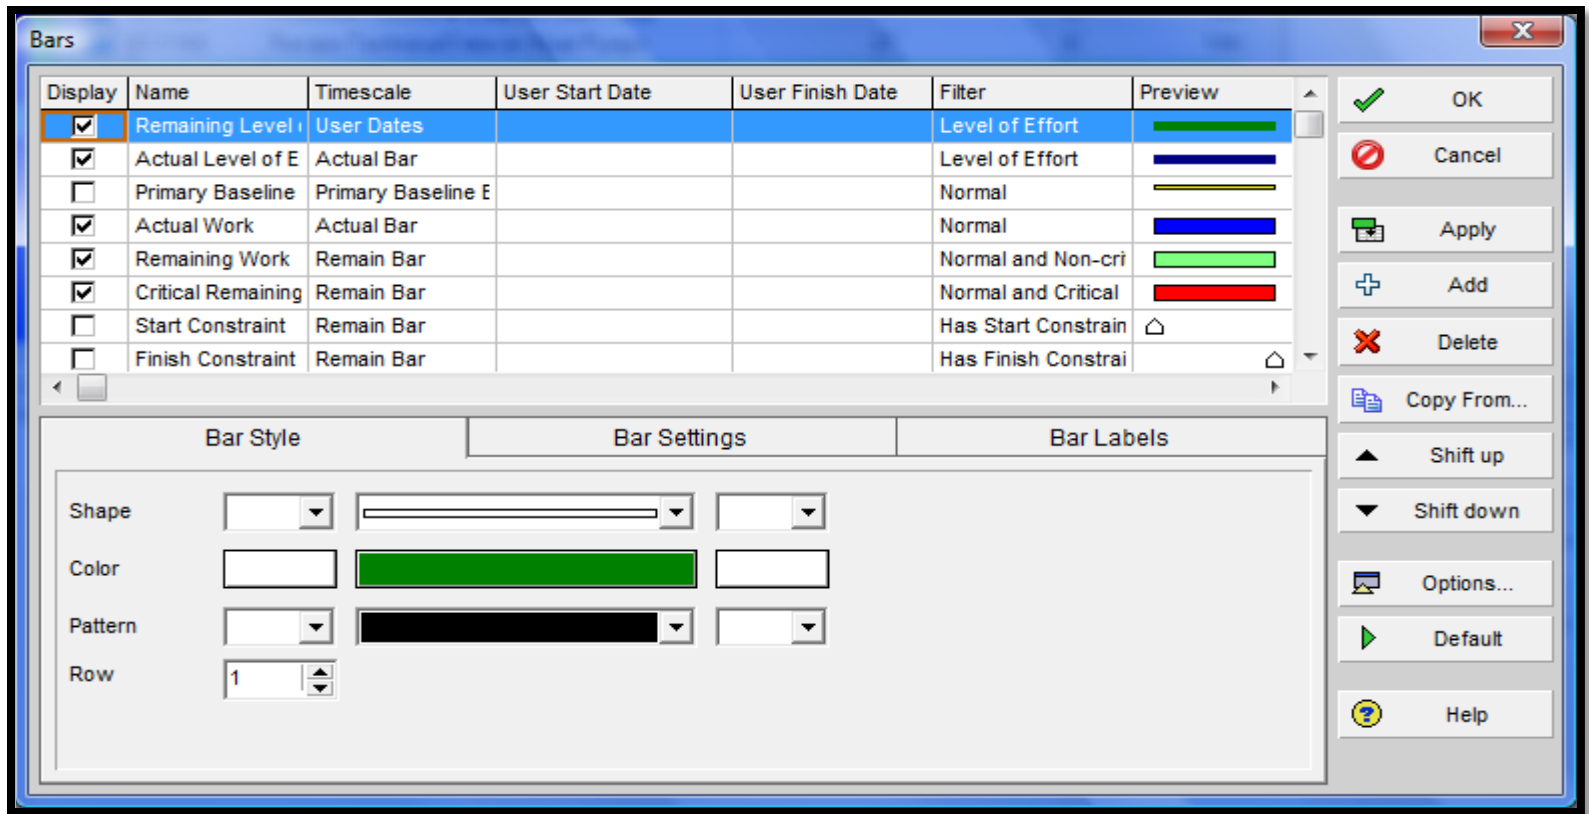 Bars
Display Name Timescale User Start Date User Finish Date Filter Preview
Remaining Level User Dates Level of Effort
Actual Level of E Actual Bar Level of Effort
Primary Baseline Primary Baseline E Normal
Actual Work Actual Bar Normal
Remaining Work Remain Bar Normal and Non-crit
Critical Remaining Remain Bar Normal and Critical
Start Constraint Remain Bar Has Start Constrain
Finish Constraint Remain Bar Has Finish Constrai
Bar Style Bar Settings Bar Labels
Shape
Color
Pattern
Row 1
OK
Cancel
Apply
Add
Delete
Copy From...
Shift up
Shift down
Options...
Default
Help